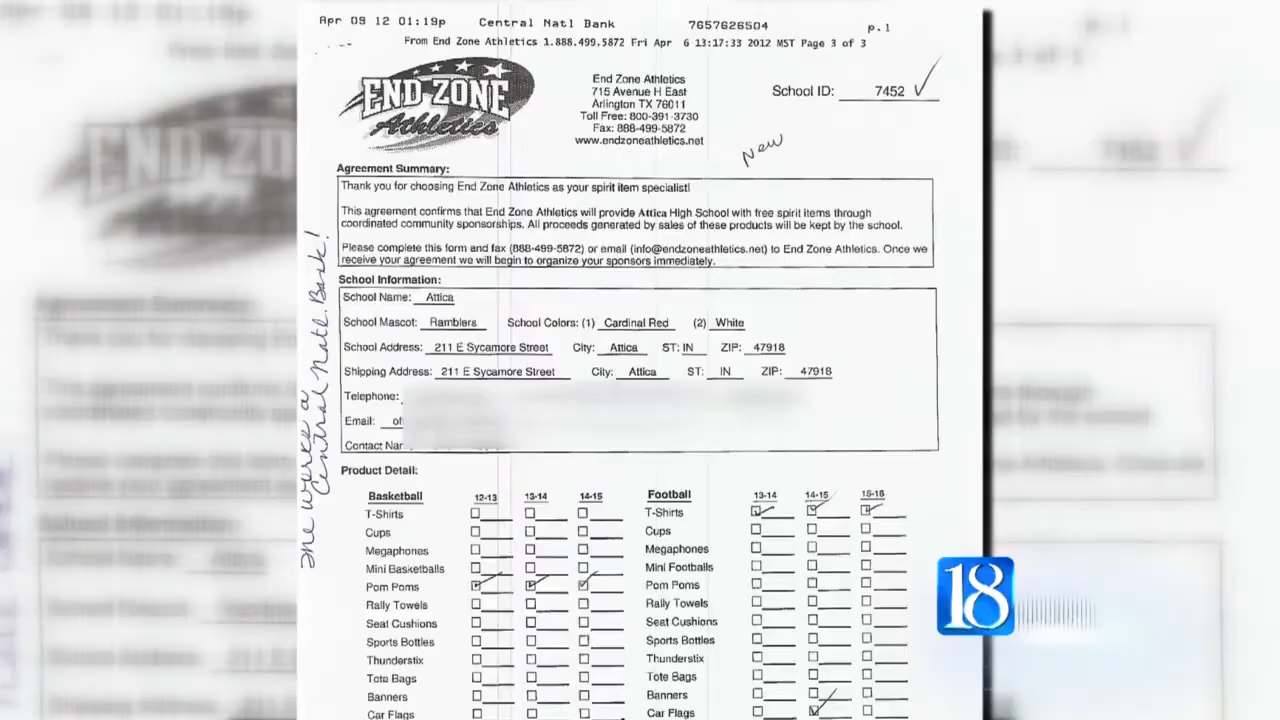 Apr 09 12 01:19p Central Natl Bank 7657626504 p.1
From End Zone Athletics 1.888.499.5872 Fri Apr 6 13:17:33 2012 MST Page 3 of 3
END ZONE
Athletics
End Zone Athletics
715 Avenue H East
Arlington TX 76011
Toll Free: 800-391-3730
Fax: 888-499-5872
www.endzoneathletics.net
School ID: 7452
New
Agreement Summary:
Thank you for choosing End Zone Athletics as your spirit item specialist!
This agreement confirms that End Zone Athletics will provide Attica High School with free spirit items through
coordinated community sponsorships. All proceeds generated by sales of these products will be kept by the school.
Please complete this form and fax (888-499-5872) or email (info@endzoneathletics.net) to End Zone Athletics. Once we
receive your agreement we will begin to organize your sponsors immediately.
School Information:
School Name: Attica
School Mascot: Ramblers School Colors: (1) Cardinal Red (2) White
School Address: 211 E Sycamore Street City: Attica ST: IN ZIP: 47918
Shipping Address: 211 E Sycamore Street City: Attica ST: IN ZIP: 47918
Telephone:
Email: of
Contact Nar
works a
Central Natl. Bank!
Product Detail:
Basketball 12-13 13-14 14-15 Football 13-14 14-15 15-16
T-Shirts T-Shirts
Cups Cups
Megaphones Megaphones
Mini Basketballs Mini Footballs
Pom Poms Pom Poms
Rally Towels Rally Towels
Seat Cushions Seat Cushions
Sports Bottles Sports Bottles
Thunderstix Thunderstix
Tote Bags Tote Bags
Banners Banners
Car Flags Car Flags
18